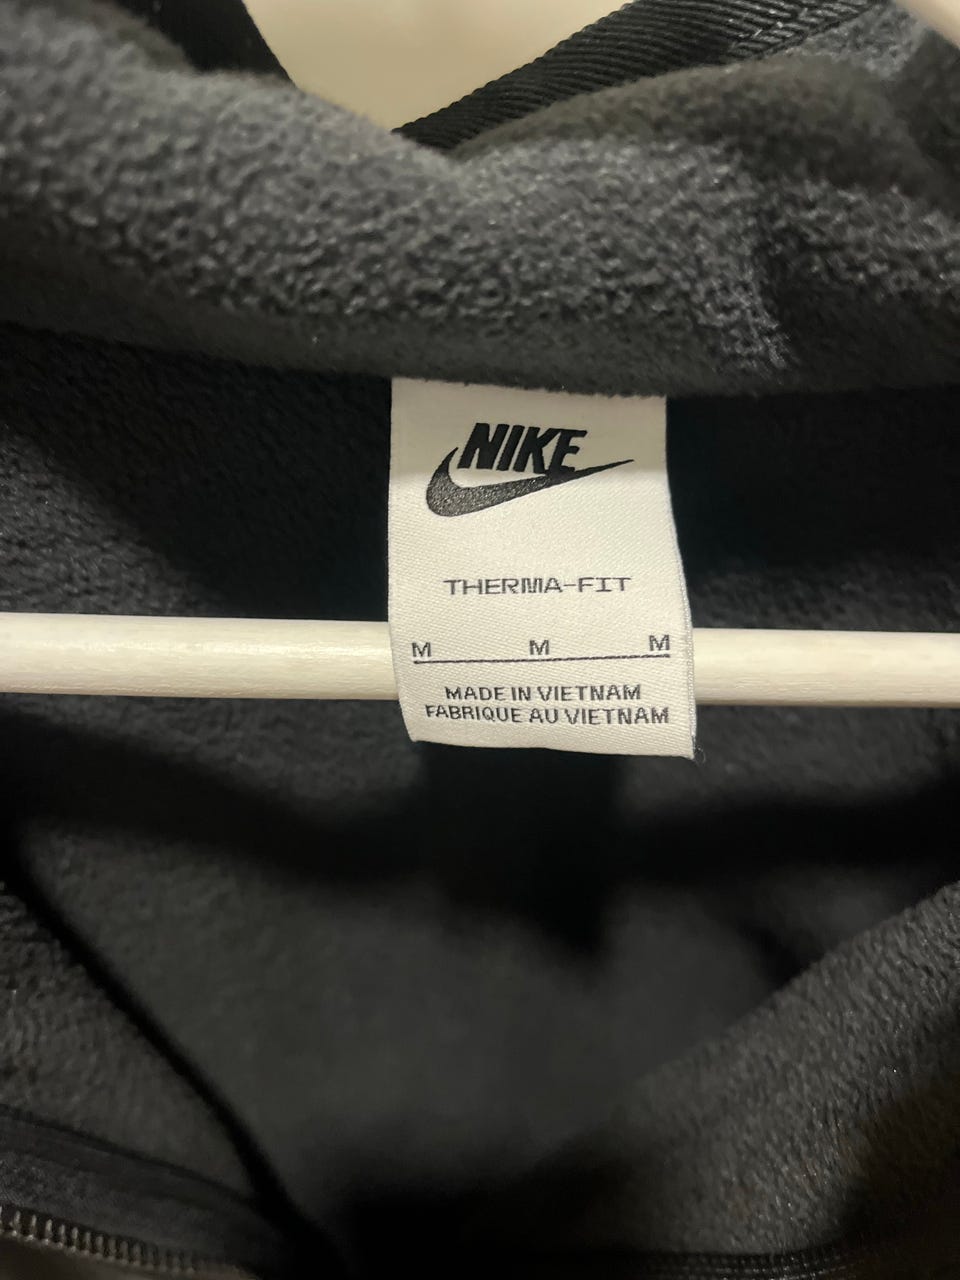 NIKE
THERMA-FIT
M M M
MADE IN VIETNAM
FABRIQUE AU VIETNAM